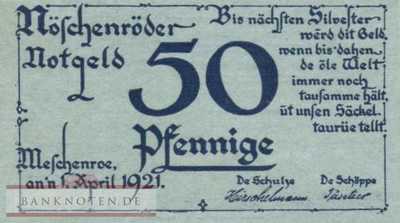 Nöschenröder
Notgeld
50
Pfennige
Bis nächsten Silvester
werd dit Geld,
wenn bis dahen
de ole Welt
immer noch
tausamme hält,
üt unsen Säckel
taurüe tellt.
Meschenroe,
an'n 1. April 1921.
De Schulze
De Schöppe
BANKNOTEN.DE